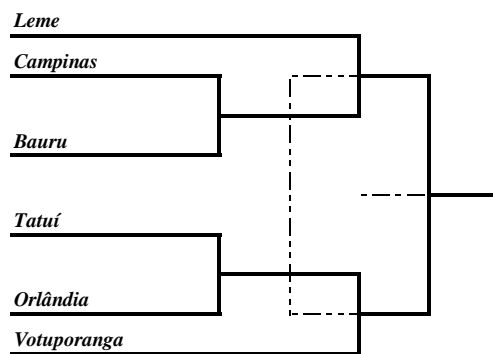 Leme
Campinas
Bauru
Tatuí
Orlândia
Votuporanga